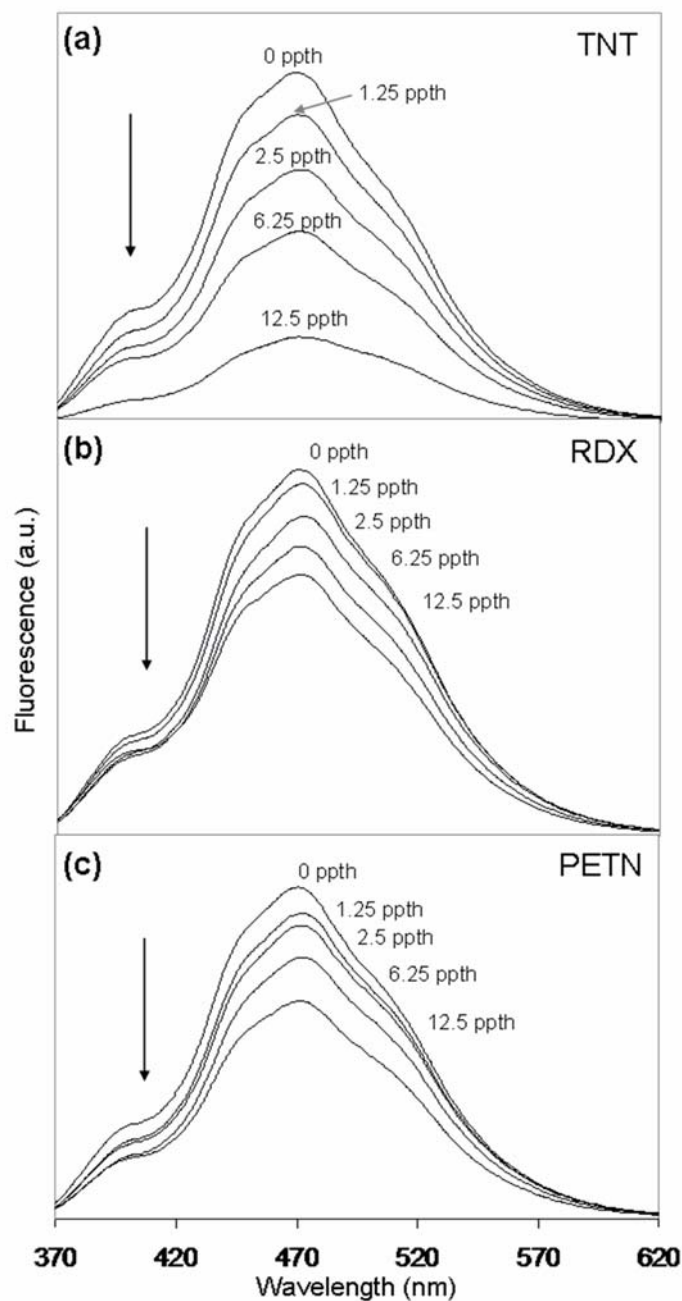 (a)
TNT
0 ppth
1.25 ppth
2.5 ppth
6.25 ppth
12.5 ppth
(b)
RDX
0 ppth
1.25 ppth
2.5 ppth
6.25 ppth
12.5 ppth
Fluorescence (a.u.)
(c)
PETN
0 ppth
1.25 ppth
2.5 ppth
6.25 ppth
12.5 ppth
370 420 470 520 570 620
Wavelength (nm)